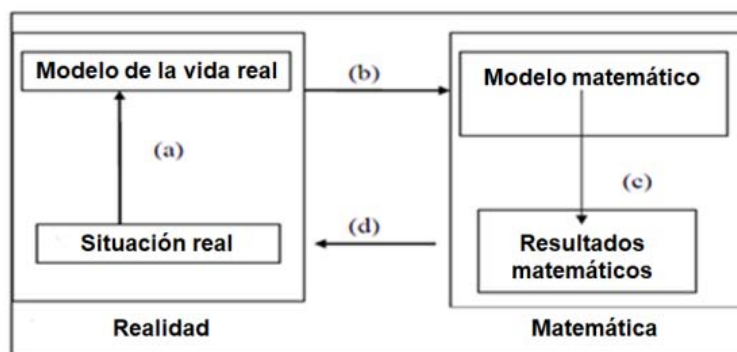 Modelo de la vida real
(b)
Modelo matemático
(a)
(c)
(d)
Situación real
Resultados
matemáticos
Realidad
Matemática